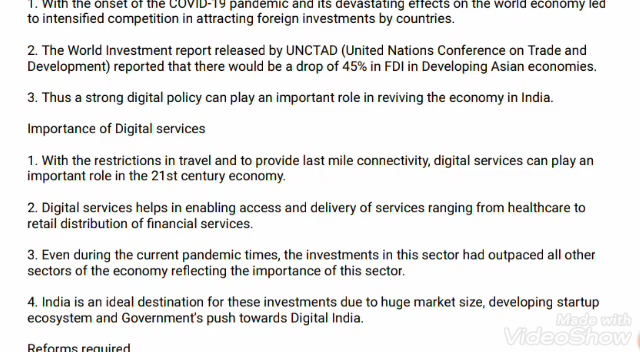 1. With the onset of the COVID-19 pandemic and its devastating effects on the world economy led
to intensified competition in attracting foreign investments by countries.
2. The World Investment report released by UNCTAD (United Nations Conference on Trade and
Development) reported that there would be a drop of 45% in FDI in Developing Asian economies.
3. Thus a strong digital policy can play an important role in reviving the economy in India.
Importance of Digital services
1. With the restrictions in travel and to provide last mile connectivity, digital services can play an
important role in the 21st century economy.
2. Digital services helps in enabling access and delivery of services ranging from healthcare to
retail distribution of financial services.
3. Even during the current pandemic times, the investments in this sector had outpaced all other
sectors of the economy reflecting the importance of this sector.
4. India is an ideal destination for these investments due to huge market size, developing startup
ecosystem and Government's push towards Digital India.
Made with
VideoShow
Reforms required